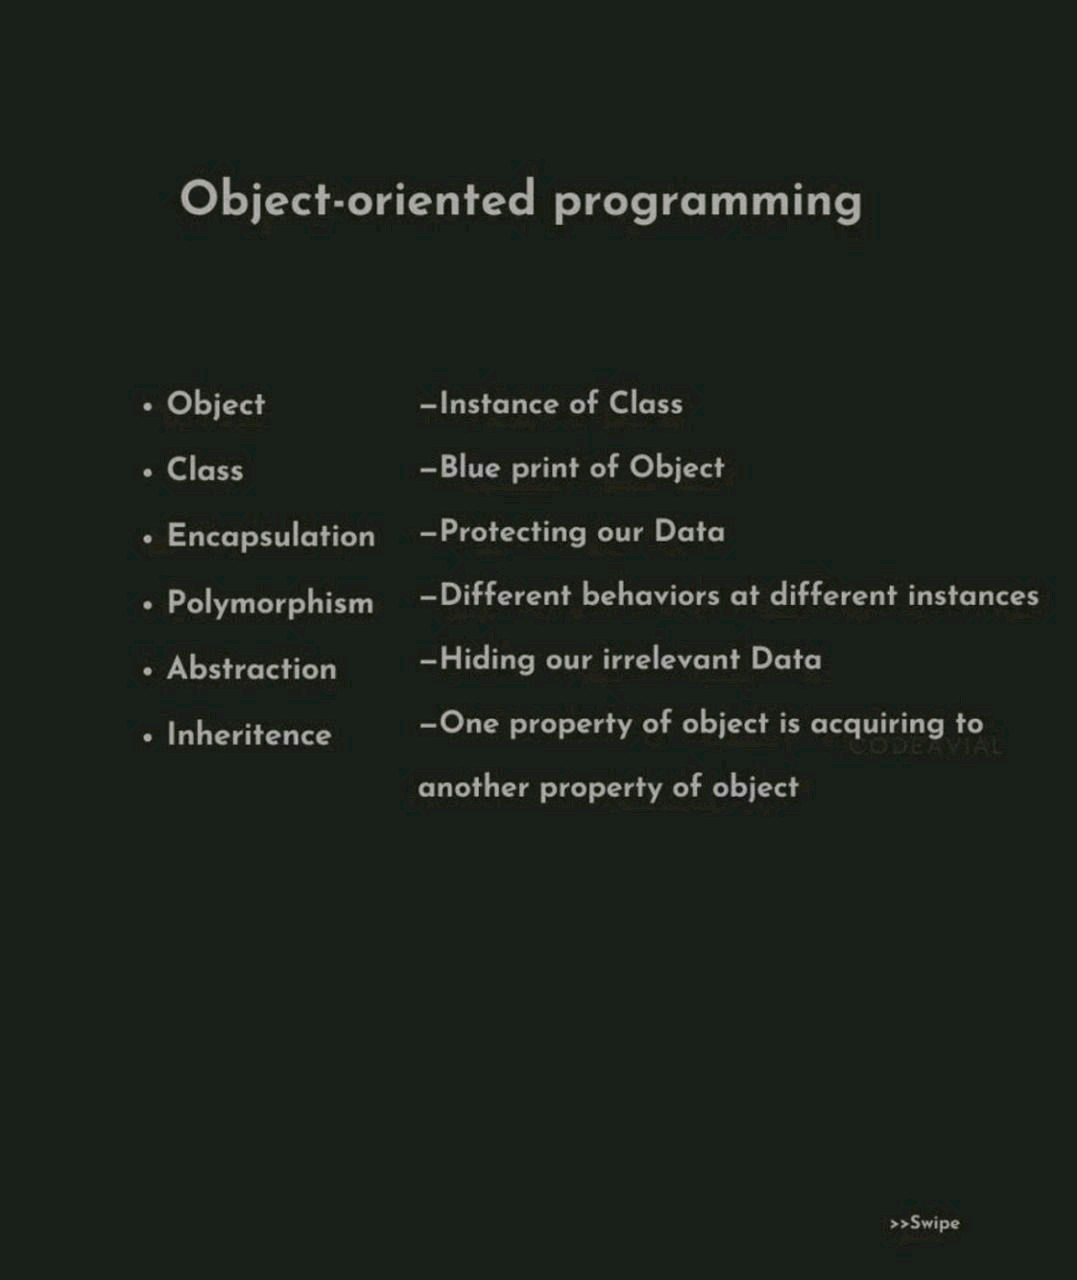 Object-oriented programming
• Object –Instance of Class
• Class –Blue print of Object
• Encapsulation –Protecting our Data
• Polymorphism –Different behaviors at different instances
• Abstraction –Hiding our irrelevant Data
• Inheritence –One property of object is acquiring to
CODEAVIAL
another property of object
>>Swipe